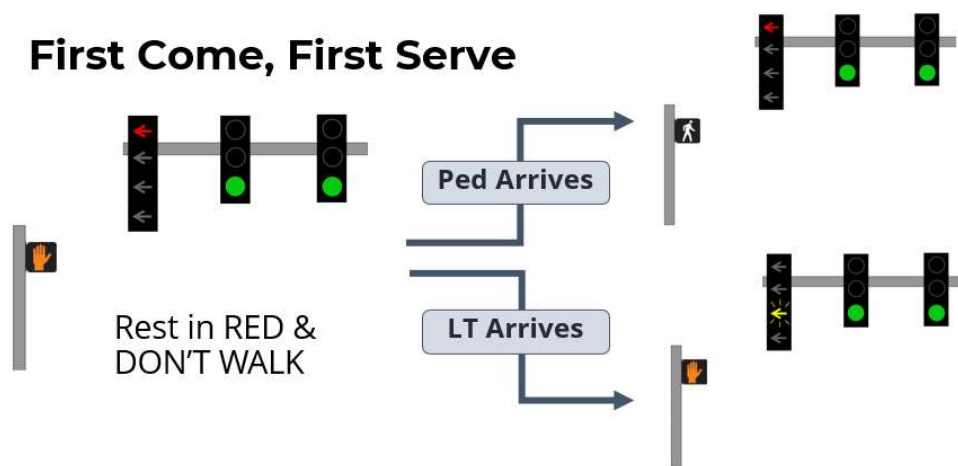 First Come, First Serve
Ped Arrives
LT Arrives
Rest in RED &
DON’T WALK